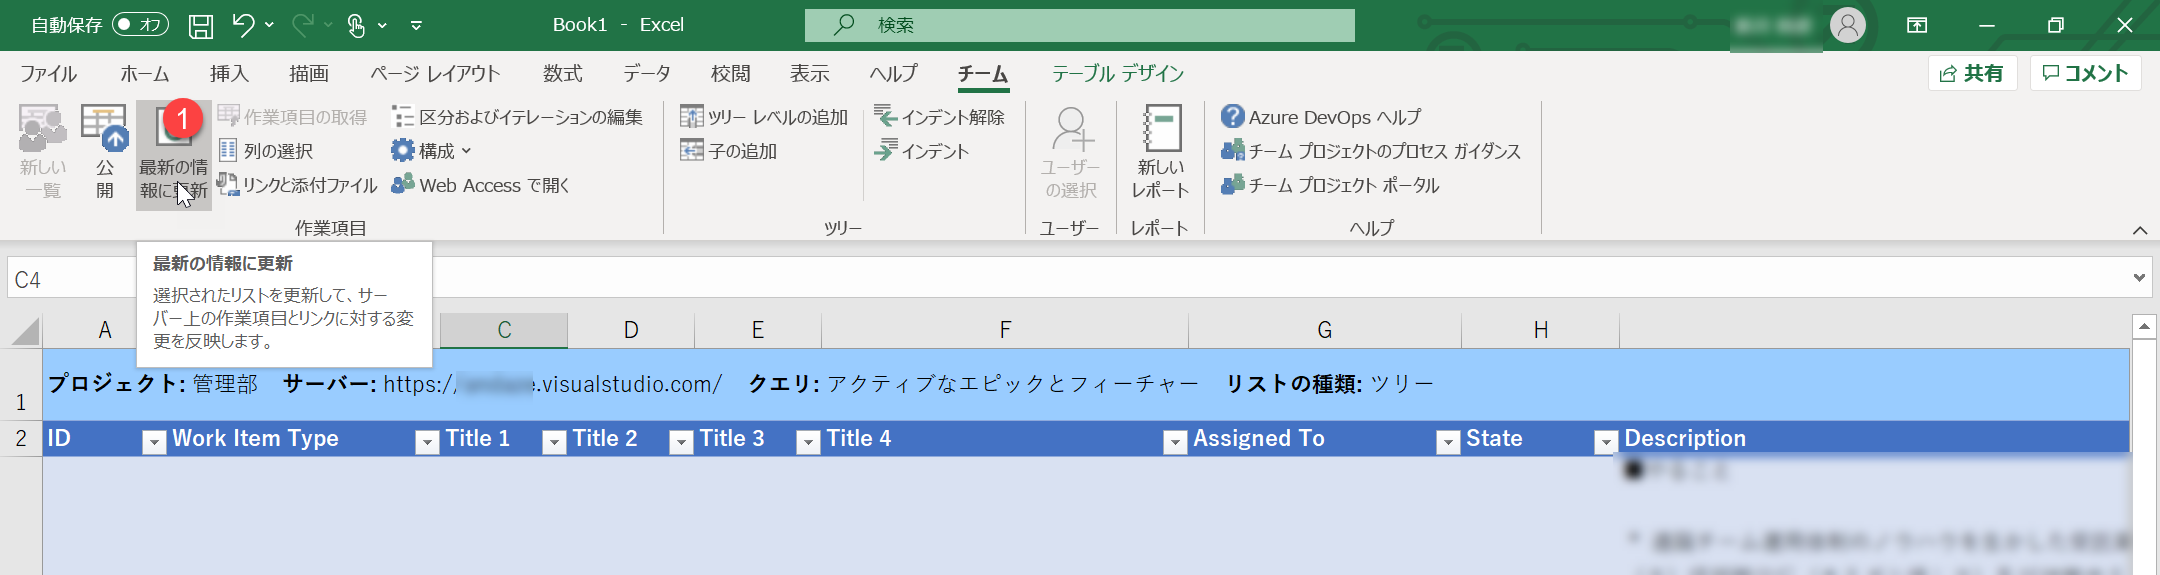 自動保存 オフ Book1 - Excel 検索
ファイル ホーム 挿入 描画 ページ レイアウト 数式 データ 校閲 表示 ヘルプ チーム テーブル デザイン 共有 コメント
新しい
一覧
公
開
1
最新の情
報に更新
作業項目の取得
列の選択
リンクと添付ファイル
区分およびイテレーションの編集
構成
Web Access で開く
作業項目
ツリー レベルの追加
子の追加
インデント解除
インデント
ツリー
ユーザー
の選択
ユーザー
新しい
レポート
レポート
Azure DevOps ヘルプ
チーム プロジェクトのプロセス ガイダンス
チーム プロジェクト ポータル
ヘルプ
最新の情報に更新
選択されたリストを更新して、サー
バー上の作業項目とリンクに対する変
更を反映します。
C4
A C D E F G H
1 プロジェクト: 管理部 サーバー: https:/ .visualstudio.com/ クエリ: アクティブなエピックとフィーチャー リストの種類: ツリー
2 ID Work Item Type Title 1 Title 2 Title 3 Title 4 Assigned To State Description